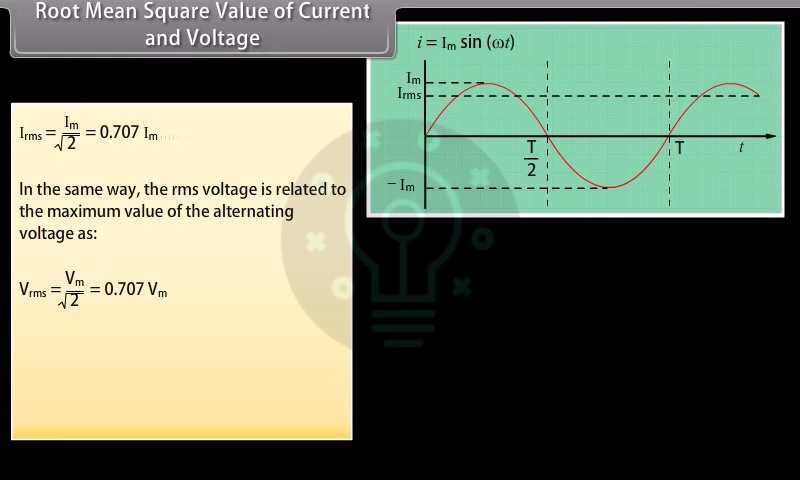 Root Mean Square Value of Current
and Voltage
i = Im sin (ωt)
Im
Irms
T/2
T
t
− Im
Irms = Im/√2 = 0.707 Im
In the same way, the rms voltage is related to
the maximum value of the alternating
voltage as:
Vrms = Vm/√2 = 0.707 Vm